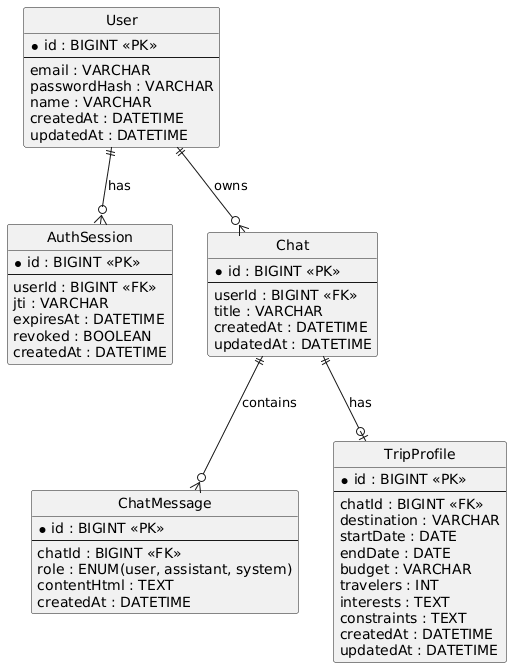 User
id : BIGINT «PK»
email : VARCHAR
passwordHash : VARCHAR
name : VARCHAR
createdAt : DATETIME
updatedAt : DATETIME
has
owns
AuthSession
id : BIGINT «PK»
userId : BIGINT «FK»
jti : VARCHAR
expiresAt : DATETIME
revoked : BOOLEAN
createdAt : DATETIME
Chat
id : BIGINT «PK»
userId : BIGINT «FK»
title : VARCHAR
createdAt : DATETIME
updatedAt : DATETIME
contains
has
ChatMessage
id : BIGINT «PK»
chatId : BIGINT «FK»
role : ENUM(user, assistant, system)
contentHtml : TEXT
createdAt : DATETIME
TripProfile
id : BIGINT «PK»
chatId : BIGINT «FK»
destination : VARCHAR
startDate : DATE
endDate : DATE
budget : VARCHAR
travelers : INT
interests : TEXT
constraints : TEXT
createdAt : DATETIME
updatedAt : DATETIME